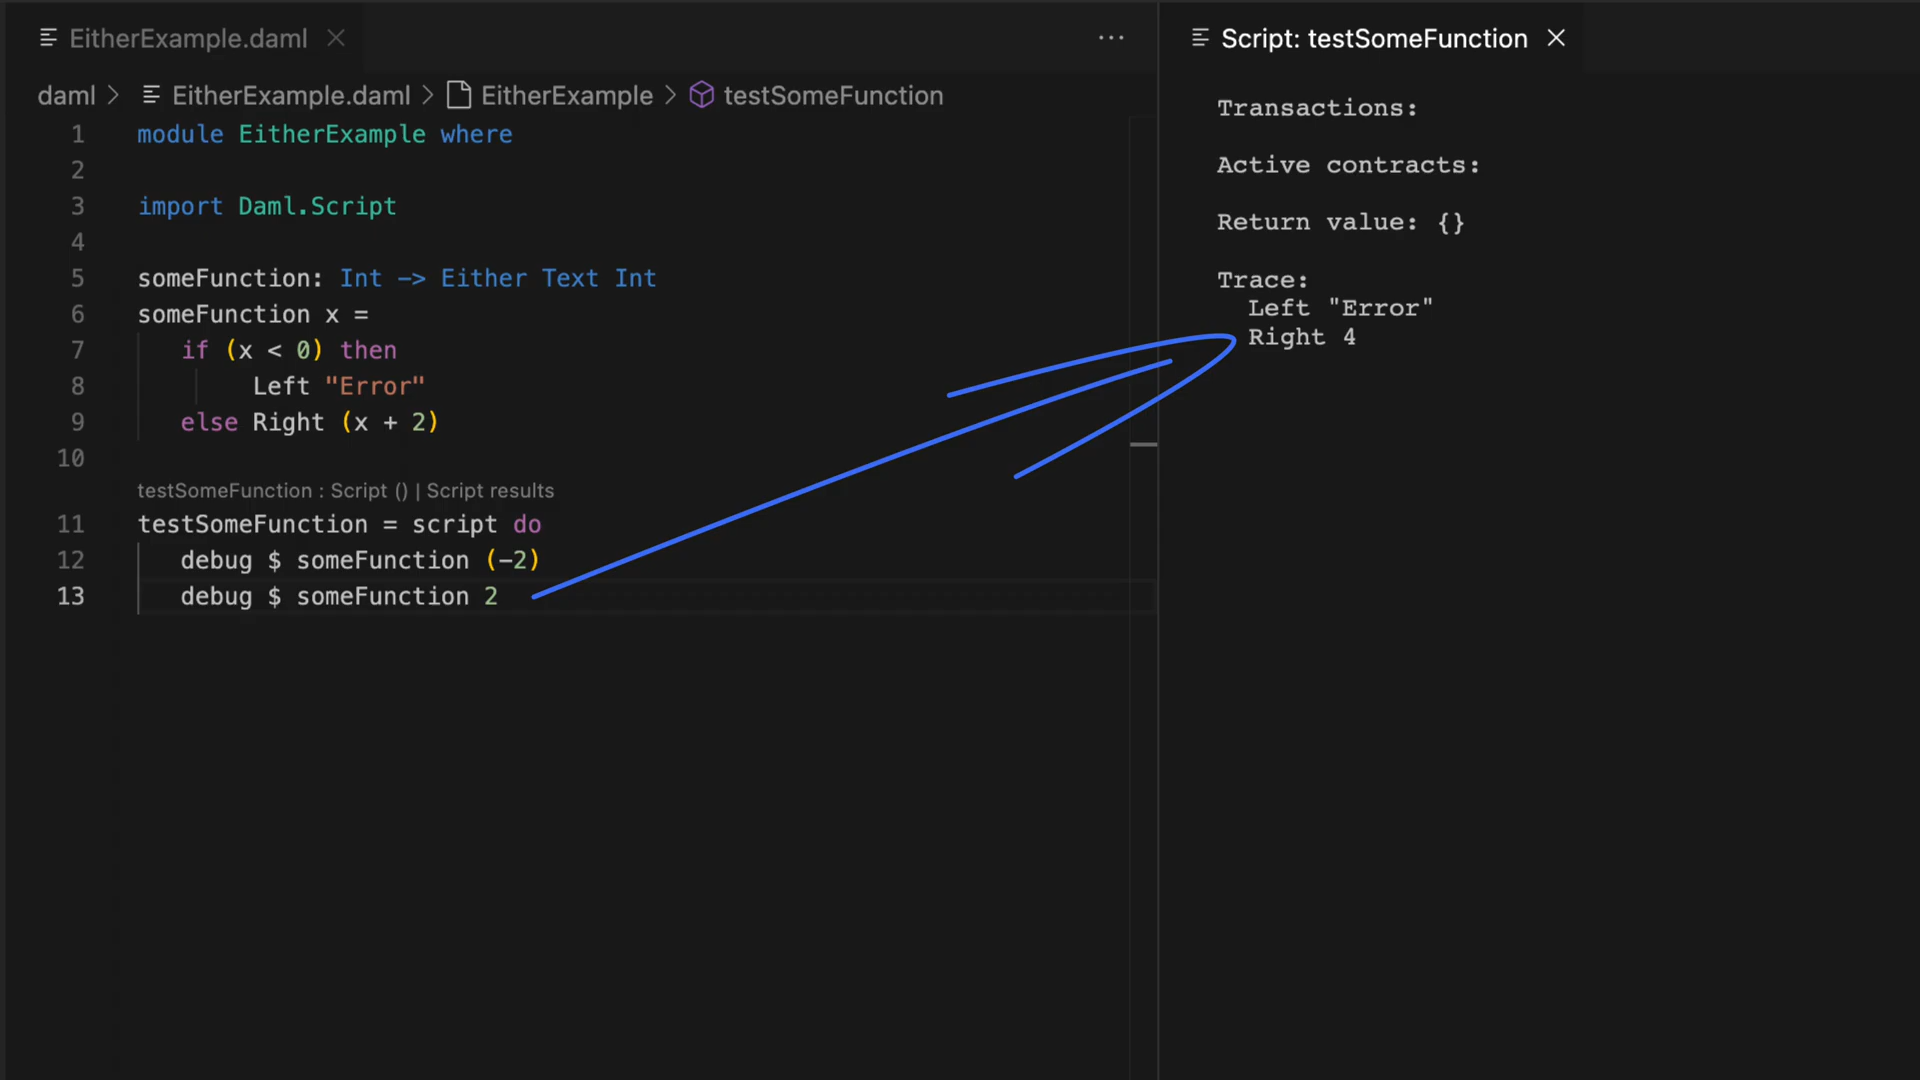 EitherExample.daml
daml > EitherExample.daml > EitherExample > testSomeFunction
1 module EitherExample where
2
3 import Daml.Script
4
5 someFunction: Int -> Either Text Int
6 someFunction x =
7 if (x < 0) then
8 Left "Error"
9 else Right (x + 2)
10
testSomeFunction : Script () | Script results
11 testSomeFunction = script do
12 debug $ someFunction (-2)
13 debug $ someFunction 2
Script: testSomeFunction
Transactions:
Active contracts:
Return value: {}
Trace:
Left "Error"
Right 4